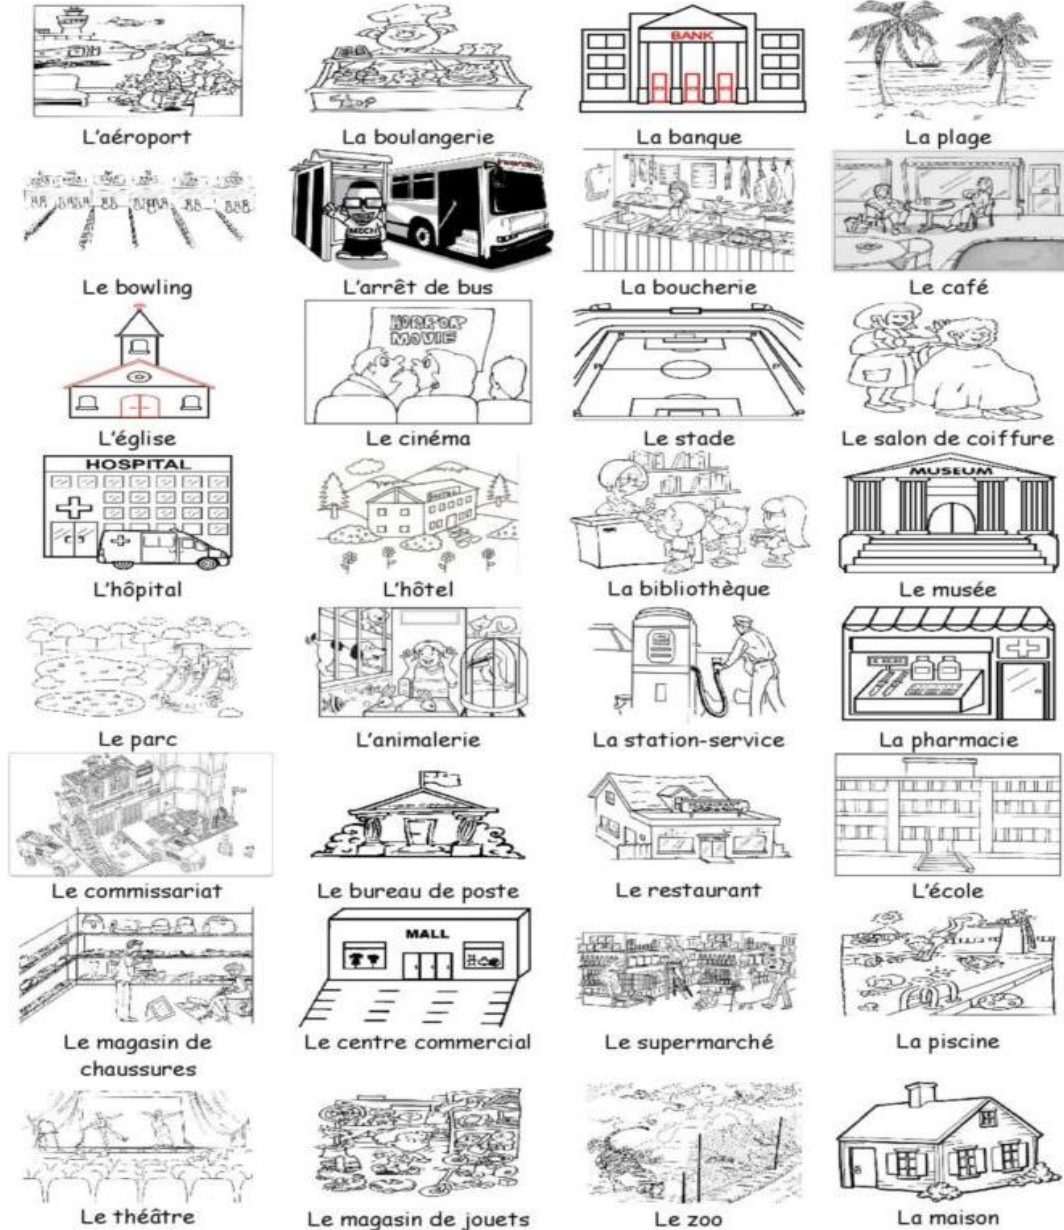 BANK
L'aéroport
La boulangerie
La banque
La plage
MECH
Le bowling
L'arrêt de bus
La boucherie
Le café
HORROR
MOVIE
L'église
Le cinéma
Le stade
Le salon de coiffure
HOSPITAL
MUSEUM
L'hôpital
L'hôtel
La bibliothèque
Le musée
Le parc
L'animalerie
La station-service
La pharmacie
Le commissariat
Le bureau de poste
Le restaurant
L'école
MALL
Le magasin de
chaussures
Le centre commercial
Le supermarché
La piscine
Le théâtre
Le magasin de jouets
Le zoo
La maison